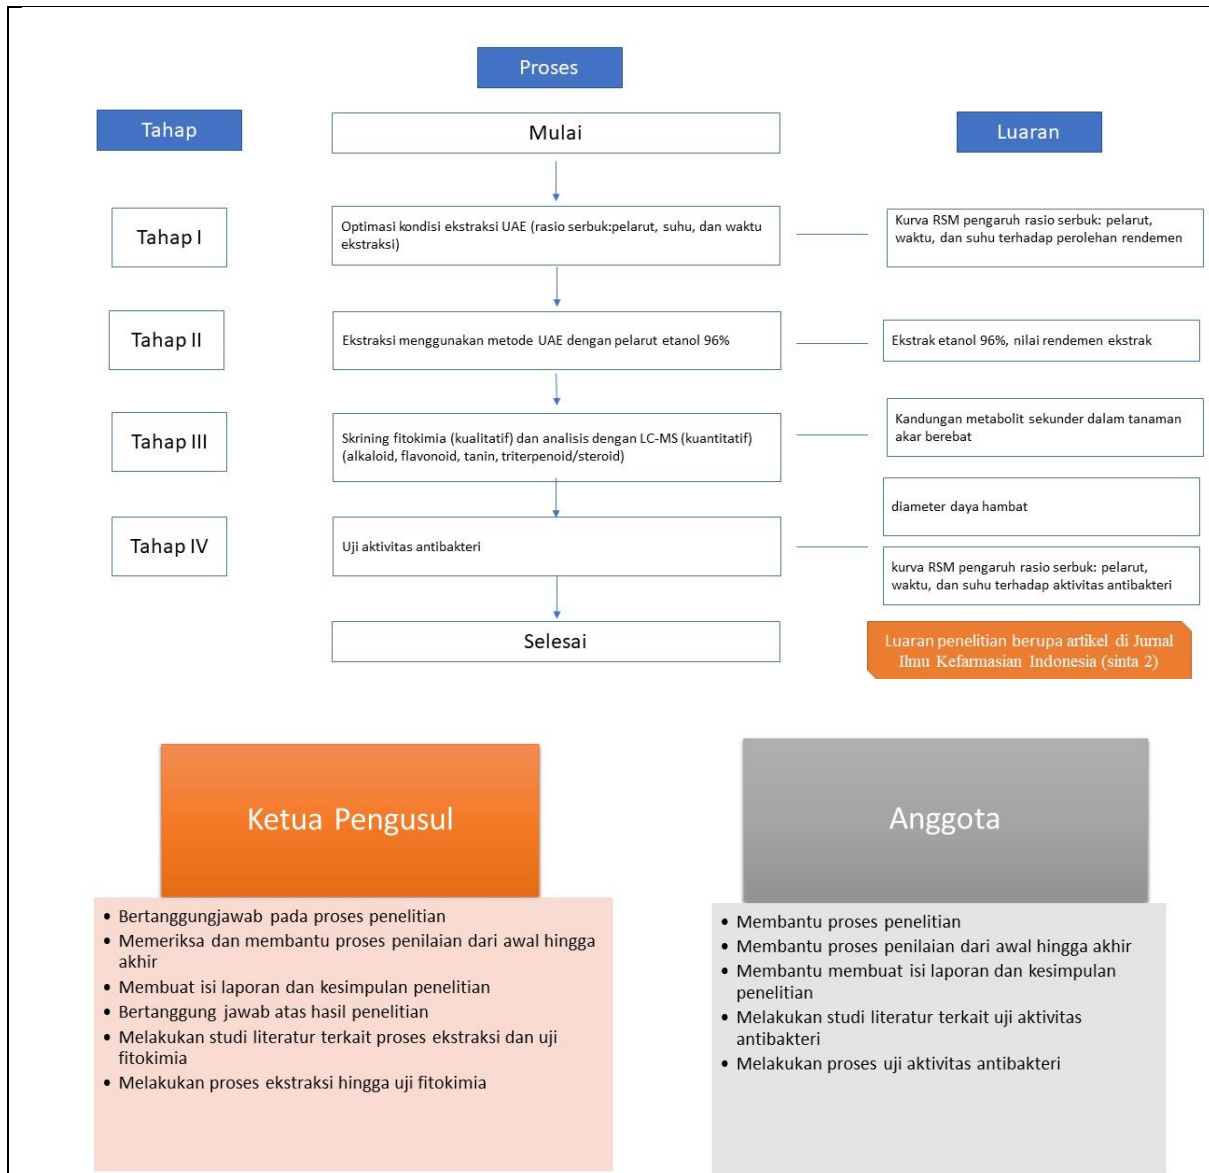 Proses
Tahap
Mulai
Luaran
Tahap I
Optimasi kondisi ekstraksi UAE (rasio serbuk:pelarut, suhu, dan waktu
ekstraksi)
Kurva RSM pengaruh rasio serbuk: pelarut,
waktu, dan suhu terhadap perolehan rendemen
Tahap II
Ekstraksi menggunakan metode UAE dengan pelarut etanol 96%
Ekstrak etanol 96%, nilai rendemen ekstrak
Tahap III
Skrining fitokimia (kualitatif) dan analisis dengan LC-MS (kuantitatif)
(alkaloid, flavonoid, tanin, triterpenoid/steroid)
Kandungan metabolit sekunder dalam tanaman
akar berebat
Tahap IV
Uji aktivitas antibakteri
diameter daya hambat
kurva RSM pengaruh rasio serbuk: pelarut,
waktu, dan suhu terhadap aktivitas antibakteri
Selesai
Luaran penelitian berupa artikel di Jurnal
Ilmu Kefarmasian Indonesia (sinta 2)
Ketua Pengusul
• Bertanggungjawab pada proses penelitian
• Memeriksa dan membantu proses penilaian dari awal hingga
akhir
• Membuat isi laporan dan kesimpulan penelitian
• Bertanggung jawab atas hasil penelitian
• Melakukan studi literatur terkait proses ekstraksi dan uji
fitokimia
• Melakukan proses ekstraksi hingga uji fitokimia
Anggota
• Membantu proses penelitian
• Membantu proses penilaian dari awal hingga akhir
• Membantu membuat isi laporan dan kesimpulan
penelitian
• Melakukan studi literatur terkait uji aktivitas
antibakteri
• Melakukan proses uji aktivitas antibakteri